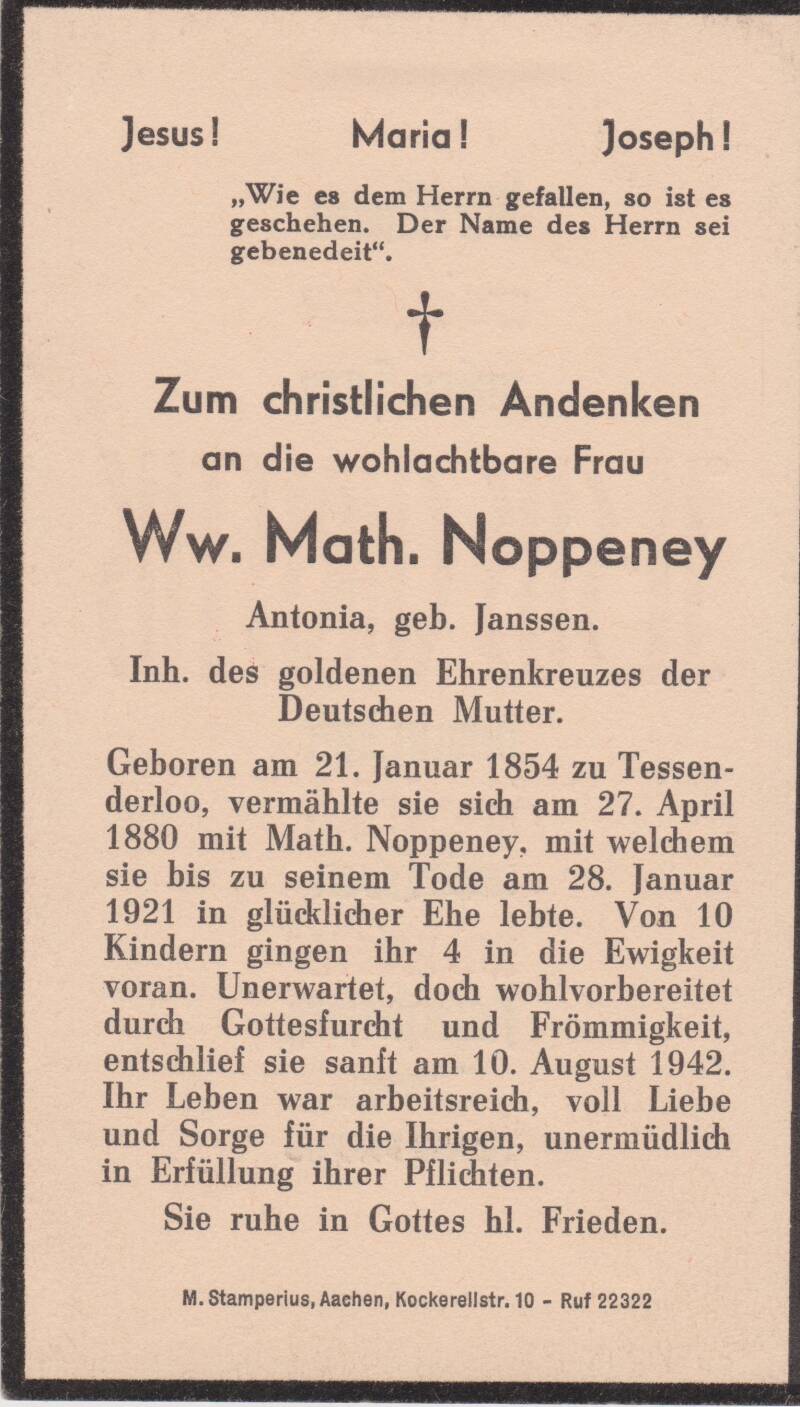 Jesus! Maria! Joseph!
„Wie es dem Herrn gefallen, so ist es
geschehen. Der Name des Herrn sei
gebenedeit“.
Zum christlichen Andenken
an die wohlachtbare Frau
Ww. Math. Noppeney
Antonia, geb. Janssen.
Inh. des goldenen Ehrenkreuzes der
Deutschen Mutter.
Geboren am 21. Januar 1854 zu Tessen-
derloo, vermählte sie sich am 27. April
1880 mit Math. Noppeney, mit welchem
sie bis zu seinem Tode am 28. Januar
1921 in glücklicher Ehe lebte. Von 10
Kindern gingen ihr 4 in die Ewigkeit
voran. Unerwartet, doch wohlvorbereitet
durch Gottesfurcht und Frömmigkeit,
entschlief sie sanft am 10. August 1942.
Ihr Leben war arbeitsreich, voll Liebe
und Sorge für die Ihrigen, unermüdlich
in Erfüllung ihrer Pflichten.
Sie ruhe in Gottes hl. Frieden.
M. Stamperius, Aachen, Kockerellstr. 10 - Ruf 22322